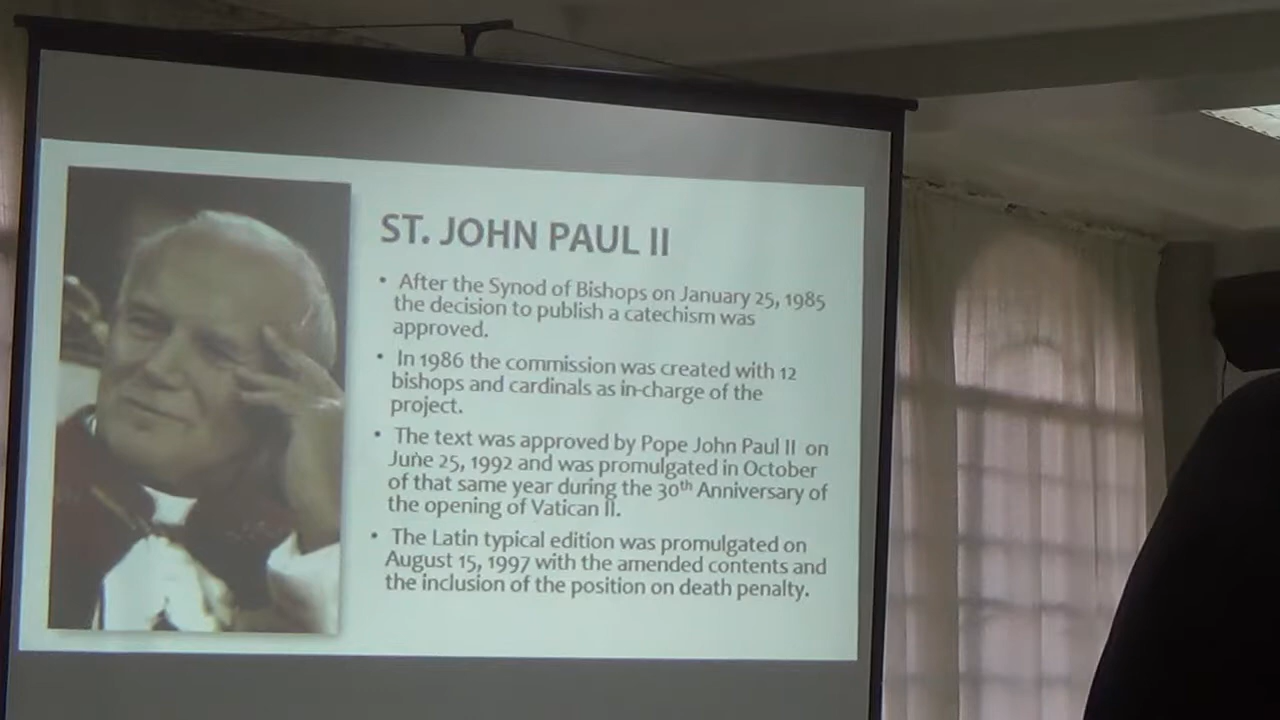 ST. JOHN PAUL II
• After the Synod of Bishops on January 25, 1985
the decision to publish a catechism was
approved.
• In 1986 the commission was created with 12
bishops and cardinals as in-charge of the
project.
• The text was approved by Pope John Paul II on
June 25, 1992 and was promulgated in October
of that same year during the 30th Anniversary of
the opening of Vatican II.
• The Latin typical edition was promulgated on
August 15, 1997 with the amended contents and
the inclusion of the position on death penalty.